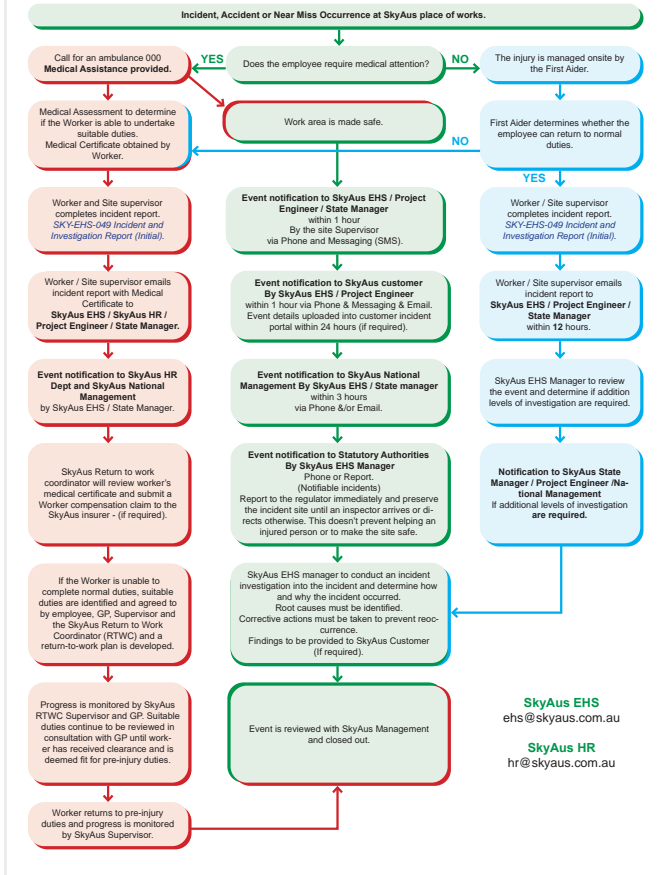 Incident, Accident or Near Miss Occurrence at SkyAus place of works.
Call for an ambulance 000
Medical Assistance provided.
YES
Does the employee require medical attention?
NO
The injury is managed onsite by
the First Aider.
Medical Assessment to determine
if the Worker is able to undertake
suitable duties.
Medical Certificate obtained by
Worker.
Work area is made safe.
NO
First Aider determines whether the
employee can return to normal
duties.
YES
Worker and Site supervisor
completes incident report.
SKY-EHS-049 Incident and
Investigation Report (Initial).
Event notification to SkyAus EHS / Project
Engineer / State Manager
within 1 hour
By the site Supervisor
via Phone and Messaging (SMS).
Worker / Site supervisor
completes incident report.
SKY-EHS-049 Incident and
Investigation Report (Initial).
Worker / Site supervisor emails
incident report with Medical
Certificate to
SkyAus EHS / SkyAus HR /
Project Engineer / State Manager.
Event notification to SkyAus customer
By SkyAus EHS / Project Engineer
within 1 hour via Phone & Messaging & Email.
Event details uploaded into customer incident
portal within 24 hours (if required).
Worker / Site supervisor emails
incident report to
SkyAus EHS / Project Engineer /
State Manager
within 12 hours.
Event notification to SkyAus HR
Dept and SkyAus National
Management
by SkyAus EHS / State Manager.
Event notification to SkyAus National
Management By SkyAus EHS / State manager
within 3 hours
via Phone &/or Email.
SkyAus EHS Manager to review
the event and determine if addition
levels of investigation are required.
SkyAus Return to work
coordinator will review worker's
medical certificate and submit a
Worker compensation claim to the
SkyAus insurer - (if required).
Event notification to Statutory Authorities
By SkyAus EHS Manager
Phone or Report.
(Notifiable incidents)
Report to the regulator immediately and preserve
the incident site until an inspector arrives or di-
rects otherwise. This doesn't prevent helping an
injured person or to make the site safe.
Notification to SkyAus State
Manager / Project Engineer /Na-
tional Management
If additional levels of investigation
are required.
If the Worker is unable to
complete normal duties, suitable
duties are identified and agreed to
by employee, GP, Supervisor and
the SkyAus Return to Work
Coordinator (RTWC) and a
return-to-work plan is developed.
SkyAus EHS manager to conduct an incident
investigation into the incident and determine how
and why the incident occurred.
Root causes must be identified.
Corrective actions must be taken to prevent reoc-
currence.
Findings to be provided to SkyAus Customer
(If required).
Progress is monitored by SkyAus
RTWC Supervisor and GP. Suitable
duties continue to be reviewed in
consultation with GP until work-
er has received clearance and is
deemed fit for pre-injury duties.
Event is reviewed with SkyAus Management
and closed out.
SkyAus EHS
ehs@skyaus.com.au
SkyAus HR
hr@skyaus.com.au
Worker returns to pre-injury
duties and progress is monitored
by SkyAus Supervisor.